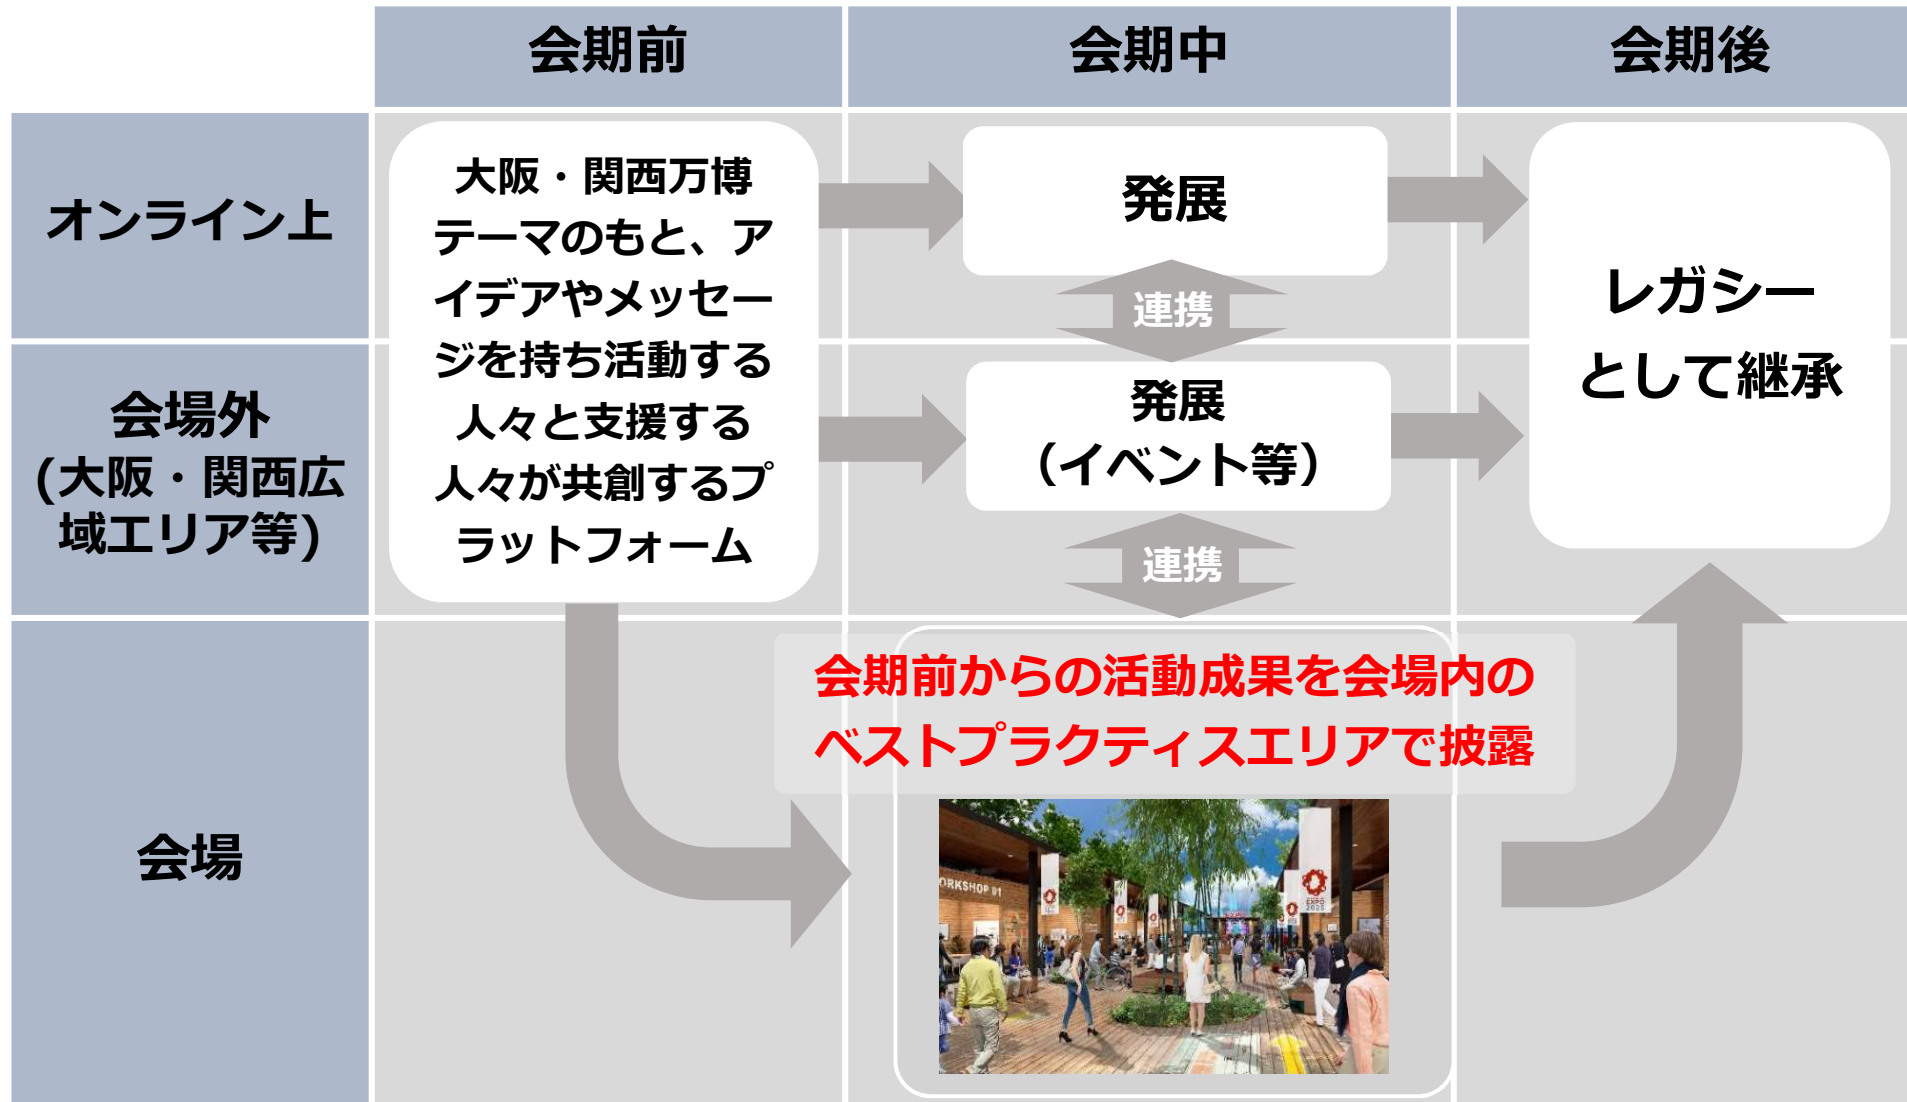 会期前
会期中
会期後
オンライン上
大阪・関西万博
テーマのもと、ア
イデアやメッセー
ジを持ち活動する
人々と支援する
人々が共創するプ
ラットフォーム
発展
連携
レガシー
として継承
会場外
(大阪・関西広
域エリア等)
発展
（イベント等）
連携
会場
会期前からの活動成果を会場内の
ベストプラクティスエリアで披露
ORKSHOP 01
EXPO
2025